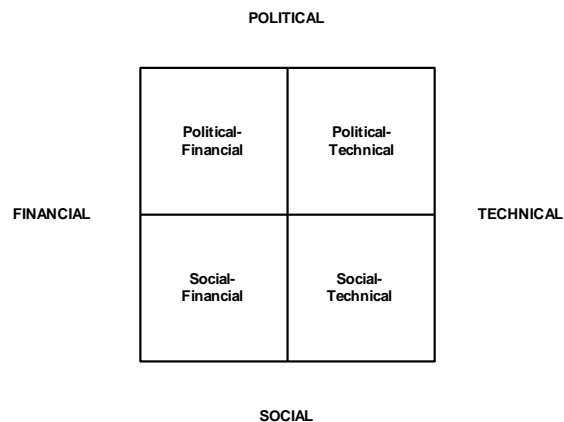 POLITICAL
Political-
Financial
Political-
Technical
FINANCIAL
TECHNICAL
Social-
Financial
Social-
Technical
SOCIAL